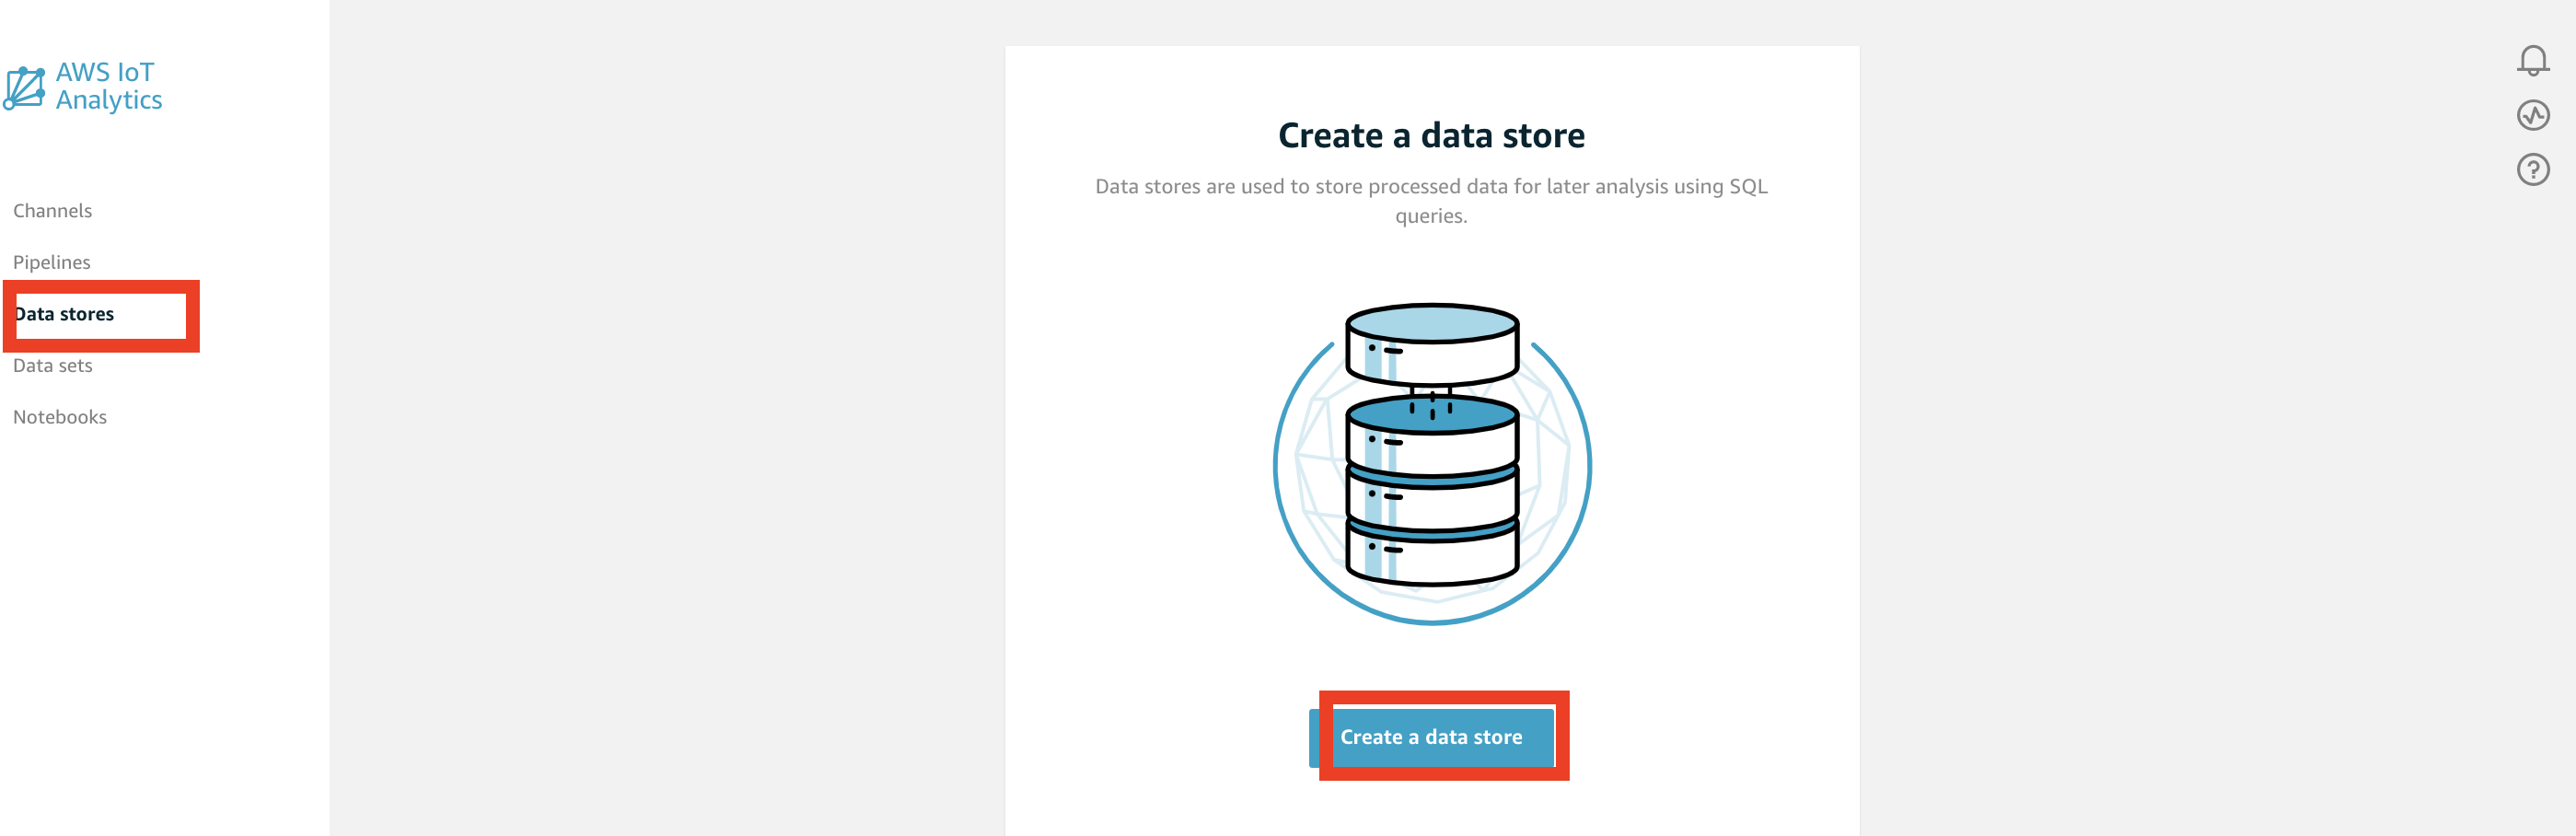 AWS IoT
Analytics
Channels
Pipelines
Data stores
Data sets
Notebooks
Create a data store
Data stores are used to store processed data for later analysis using SQL
queries.
Create a data store
?